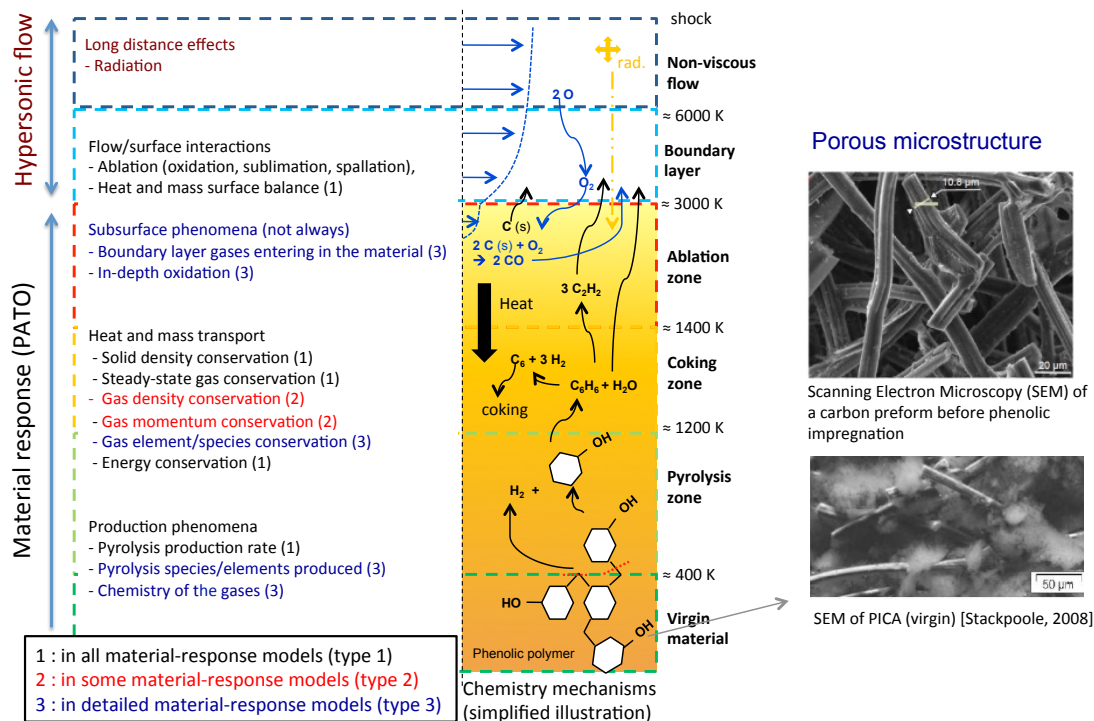 Hypersonic flow
Material response (PATO)
Long distance effects
- Radiation
Flow/surface interactions
- Ablation (oxidation, sublimation, spallation),
- Heat and mass surface balance (1)
Subsurface phenomena (not always)
- Boundary layer gases entering in the material (3)
- In-depth oxidation (3)
Heat and mass transport
- Solid density conservation (1)
- Steady-state gas conservation (1)
- Gas density conservation (2)
- Gas momentum conservation (2)
- Gas element/species conservation (3)
- Energy conservation (1)
Production phenomena
- Pyrolysis production rate (1)
- Pyrolysis species/elements produced (3)
- Chemistry of the gases (3)
1 : in all material-response models (type 1)
2 : in some material-response models (type 2)
3 : in detailed material-response models (type 3)
rad.
2 O
O₂
C (s)
2 C (s) + O₂
→ 2 CO
3 C₂H₂
Heat
C₆ + 3 H₂
C₆H₆ + H₂O
coking
OH
H₂ +
OH
HO
OH
Phenolic polymer
Chemistry mechanisms
(simplified illustration)
shock
Non-viscous
flow
≈ 6000 K
Boundary
layer
≈ 3000 K
Ablation
zone
≈ 1400 K
Coking
zone
≈ 1200 K
Pyrolysis
zone
≈ 400 K
Virgin
material
Porous microstructure
10.8 µm
20 µm
Scanning Electron Microscopy (SEM) of
a carbon preform before phenolic
impregnation
50 µm
SEM of PICA (virgin) [Stackpoole, 2008]